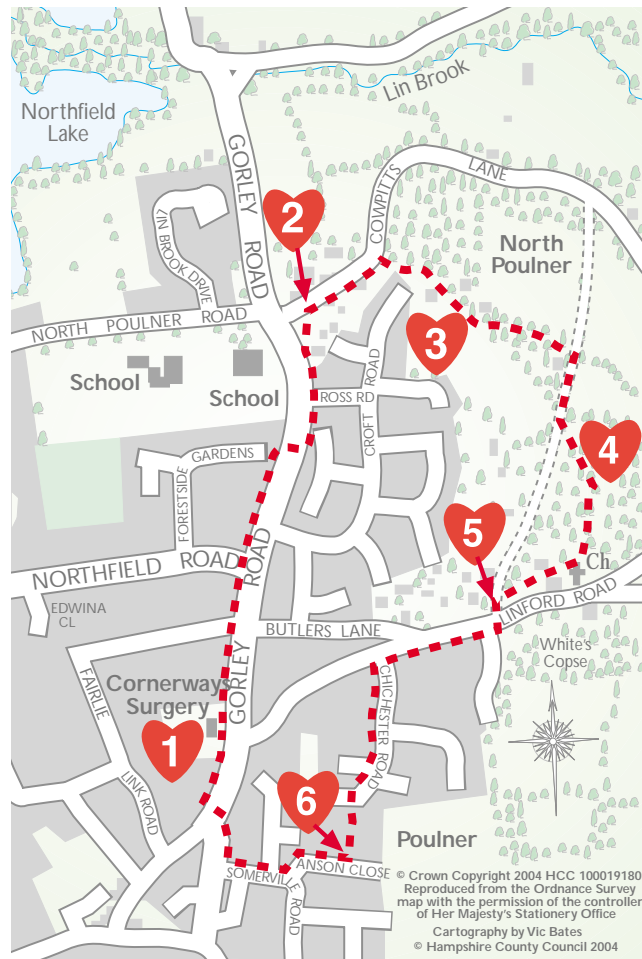 Northfield
Lake
Lin Brook
GORLEY ROAD
COWPITTS
LANE
2
LIN BROOK DRIVE
North
Poulner
NORTH POULNER ROAD
3
School
School
ROSS RD
CROFT ROAD
4
GARDENS
FORESTSIDE
5
NORTHFIELD ROAD
GORLEY ROAD
Ch
EDWINA
CL
LINFORD ROAD
BUTLERS LANE
White's
Copse
FAIRLIE
Cornerways
Surgery
CHICHESTER ROAD
1
LINK ROAD
6
Poulner
SOMERVILLE ROAD
ANSON CLOSE
© Crown Copyright 2004 HCC 100019180
Reproduced from the Ordnance Survey
map with the permission of the controller
of Her Majesty's Stationery Office
Cartography by Vic Bates
© Hampshire County Council 2004